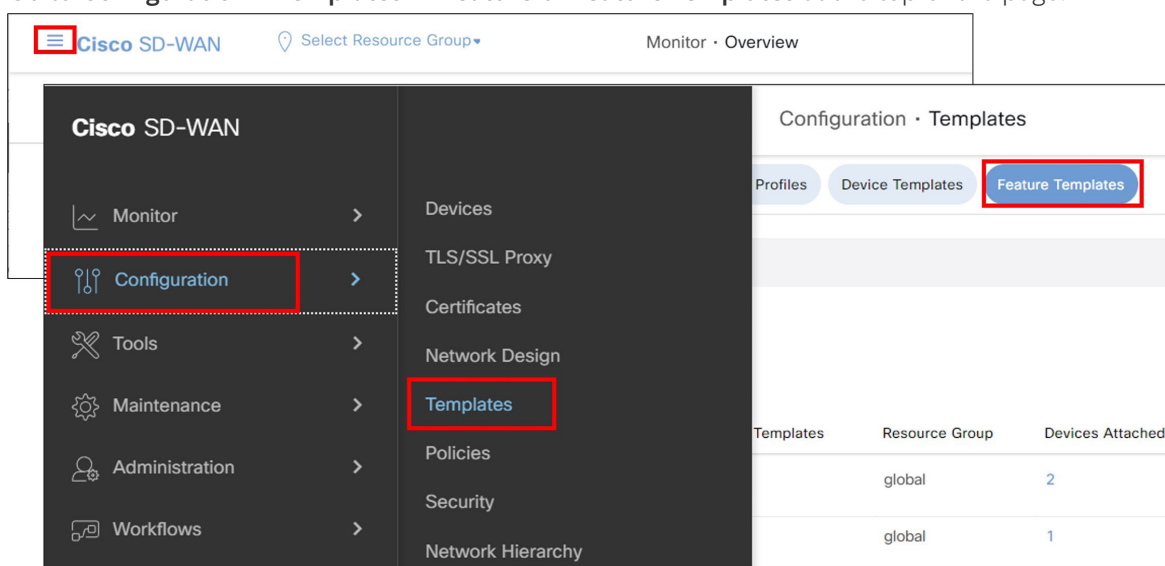 Cisco SD-WAN
Select Resource Group
Monitor · Overview
Cisco SD-WAN
Configuration · Templates
Profiles
Device Templates
Feature Templates
Monitor
Devices
Configuration
TLS/SSL Proxy
Certificates
Tools
Network Design
Maintenance
Templates
Templates
Resource Group
Devices Attached
Administration
Policies
global
2
Security
Workflows
Network Hierarchy
global
1